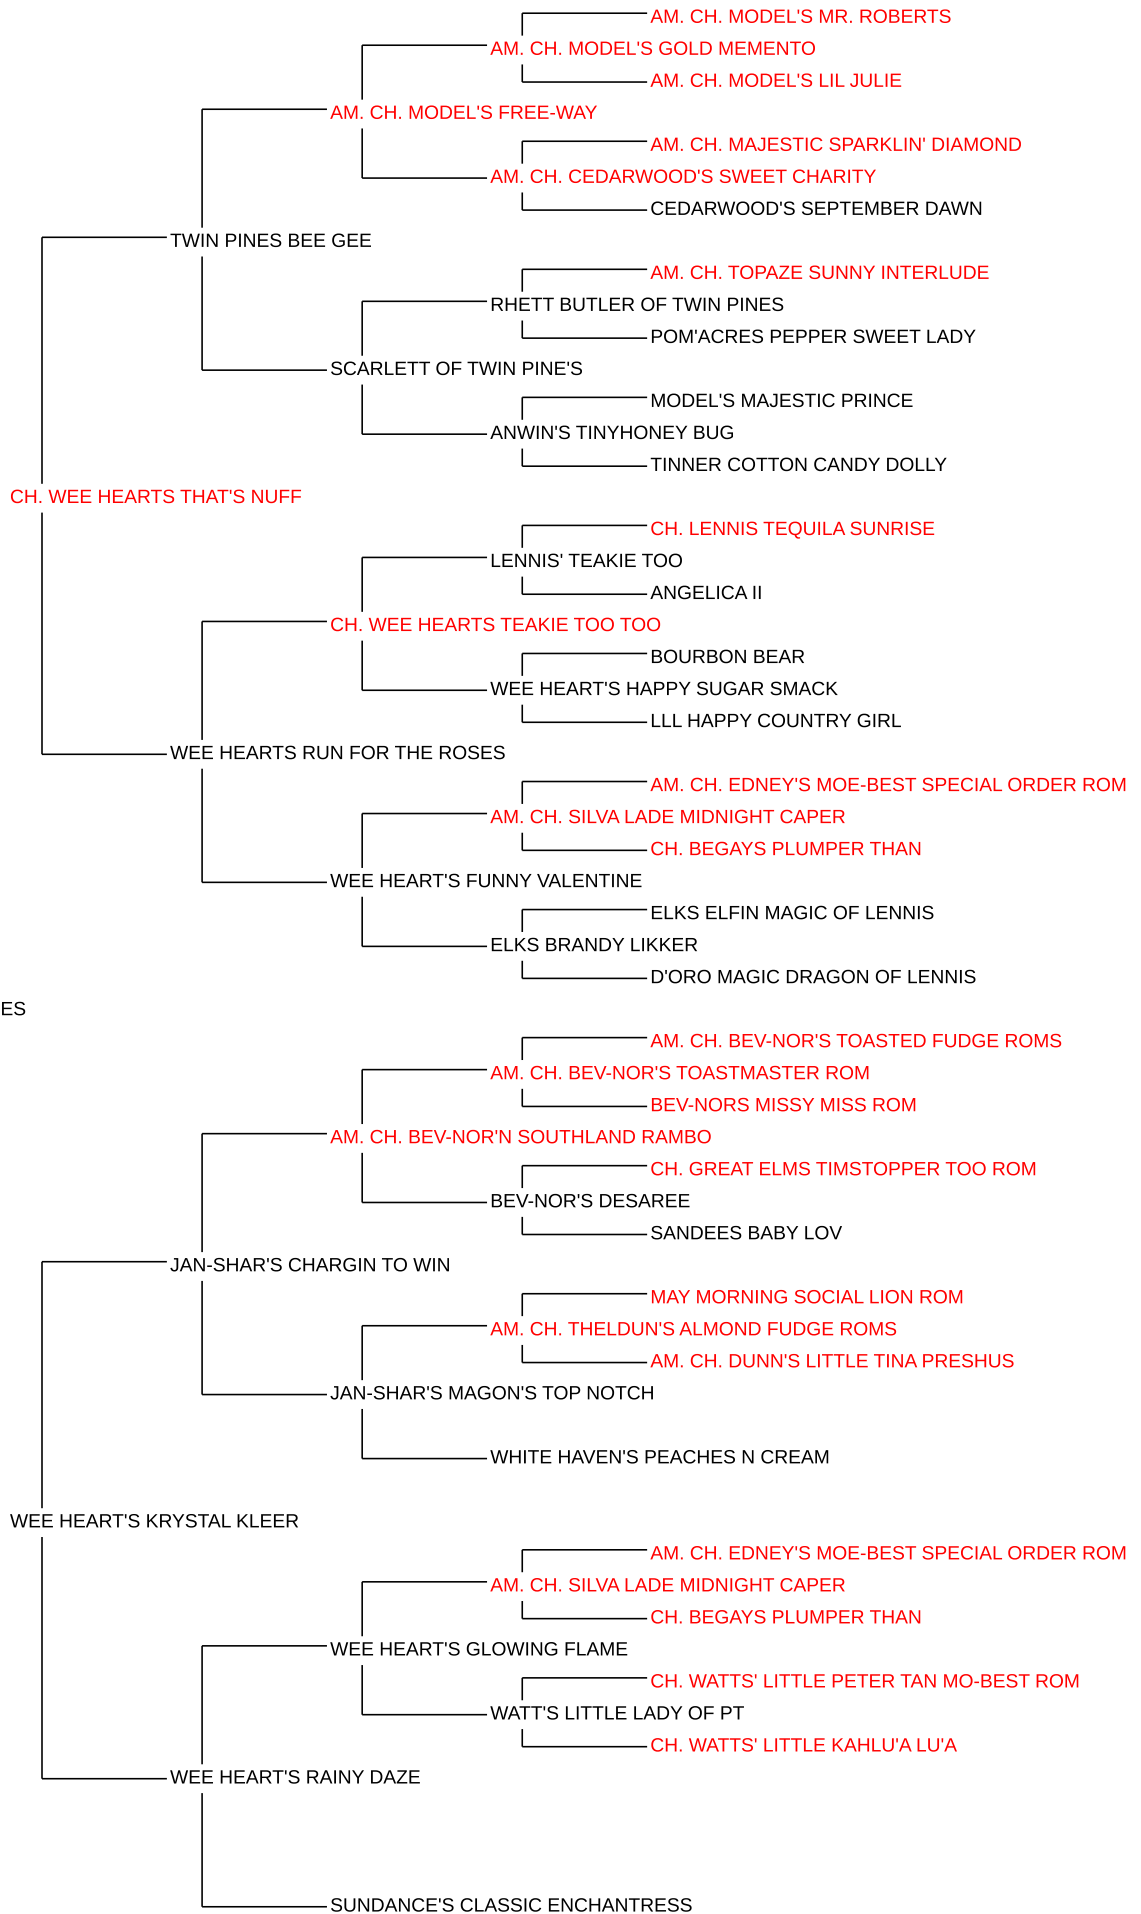 AM. CH. MODEL'S MR. ROBERTS
AM. CH. MODEL'S GOLD MEMENTO
AM. CH. MODEL'S LIL JULIE
AM. CH. MODEL'S FREE-WAY
AM. CH. MAJESTIC SPARKLIN' DIAMOND
AM. CH. CEDARWOOD'S SWEET CHARITY
CEDARWOOD'S SEPTEMBER DAWN
TWIN PINES BEE GEE
AM. CH. TOPAZE SUNNY INTERLUDE
RHETT BUTLER OF TWIN PINES
POM'ACRES PEPPER SWEET LADY
SCARLETT OF TWIN PINE'S
MODEL'S MAJESTIC PRINCE
ANWIN'S TINYHONEY BUG
TINNER COTTON CANDY DOLLY
CH. WEE HEARTS THAT'S NUFF
CH. LENNIS TEQUILA SUNRISE
LENNIS' TEAKIE TOO
ANGELICA II
CH. WEE HEARTS TEAKIE TOO TOO
BOURBON BEAR
WEE HEART'S HAPPY SUGAR SMACK
LLL HAPPY COUNTRY GIRL
WEE HEARTS RUN FOR THE ROSES
AM. CH. EDNEY'S MOE-BEST SPECIAL ORDER ROM
AM. CH. SILVA LADE MIDNIGHT CAPER
CH. BEGAYS PLUMPER THAN
WEE HEART'S FUNNY VALENTINE
ELKS ELFIN MAGIC OF LENNIS
ELKS BRANDY LIKKER
D'ORO MAGIC DRAGON OF LENNIS
ES
AM. CH. BEV-NOR'S TOASTED FUDGE ROMS
AM. CH. BEV-NOR'S TOASTMASTER ROM
BEV-NORS MISSY MISS ROM
AM. CH. BEV-NOR'N SOUTHLAND RAMBO
CH. GREAT ELMS TIMSTOPPER TOO ROM
BEV-NOR'S DESAREE
SANDEES BABY LOV
JAN-SHAR'S CHARGIN TO WIN
MAY MORNING SOCIAL LION ROM
AM. CH. THELDUN'S ALMOND FUDGE ROMS
AM. CH. DUNN'S LITTLE TINA PRESHUS
JAN-SHAR'S MAGON'S TOP NOTCH
WHITE HAVEN'S PEACHES N CREAM
WEE HEART'S KRYSTAL KLEER
AM. CH. EDNEY'S MOE-BEST SPECIAL ORDER ROM
AM. CH. SILVA LADE MIDNIGHT CAPER
CH. BEGAYS PLUMPER THAN
WEE HEART'S GLOWING FLAME
CH. WATTS' LITTLE PETER TAN MO-BEST ROM
WATT'S LITTLE LADY OF PT
CH. WATTS' LITTLE KAHLU'A LU'A
WEE HEART'S RAINY DAZE
SUNDANCE'S CLASSIC ENCHANTRESS